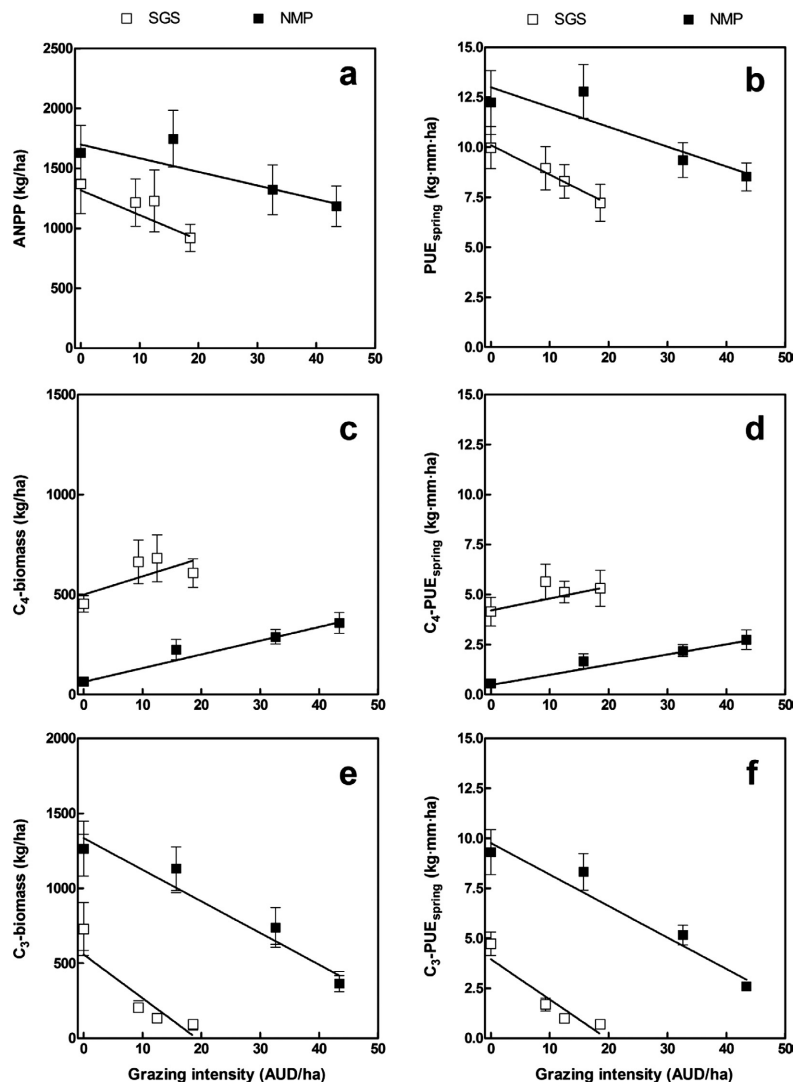 SGS NMP SGS NMP
a
2500
2000
1500
1000
500
0
ANPP (kg/ha)
0 10 20 30 40 50
b
15.0
12.5
10.0
7.5
5.0
2.5
0.0
PUEspring (kg·mm·ha)
0 10 20 30 40 50
c
1500
1000
500
0
C4-biomass (kg/ha)
0 10 20 30 40 50
d
15.0
12.5
10.0
7.5
5.0
2.5
0.0
C4-PUEspring (kg·mm·ha)
0 10 20 30 40 50
e
2000
1500
1000
500
0
C3-biomass (kg/ha)
0 10 20 30 40 50
Grazing intensity (AUD/ha)
f
15.0
12.5
10.0
7.5
5.0
2.5
0.0
C3-PUEspring (kg·mm·ha)
0 10 20 30 40 50
Grazing intensity (AUD/ha)